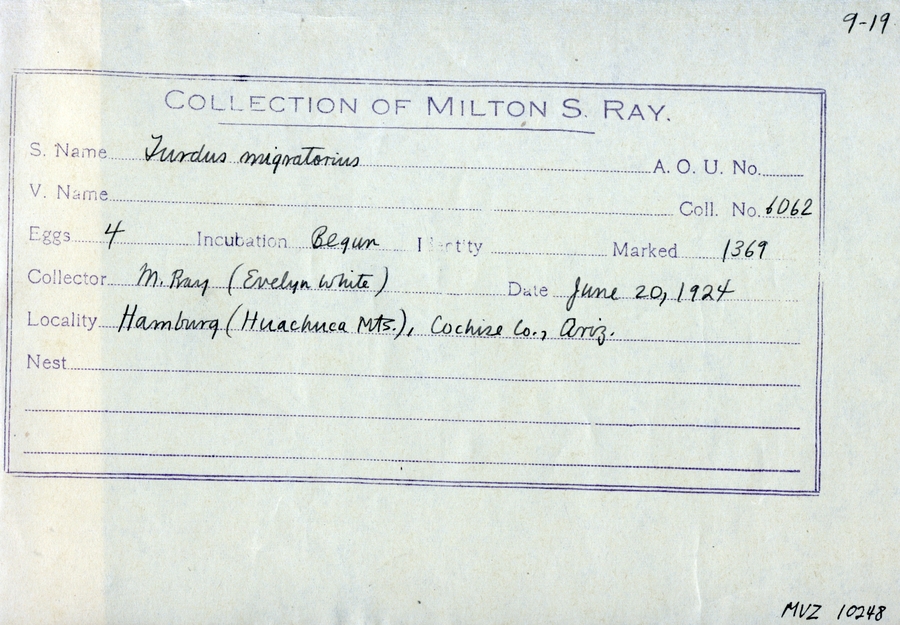 9-19
COLLECTION OF MILTON S. RAY.
S. Name Turdus migratorius A. O. U. No.
V. Name Coll. No. 6062
Eggs 4 Incubation Begun Identity Marked 1369
Collector M. Ray (Evelyn White) Date June 20, 1924
Locality Hamburg (Huachuca Mts.), Cochise Co., Ariz.
Nest
MVZ 10248